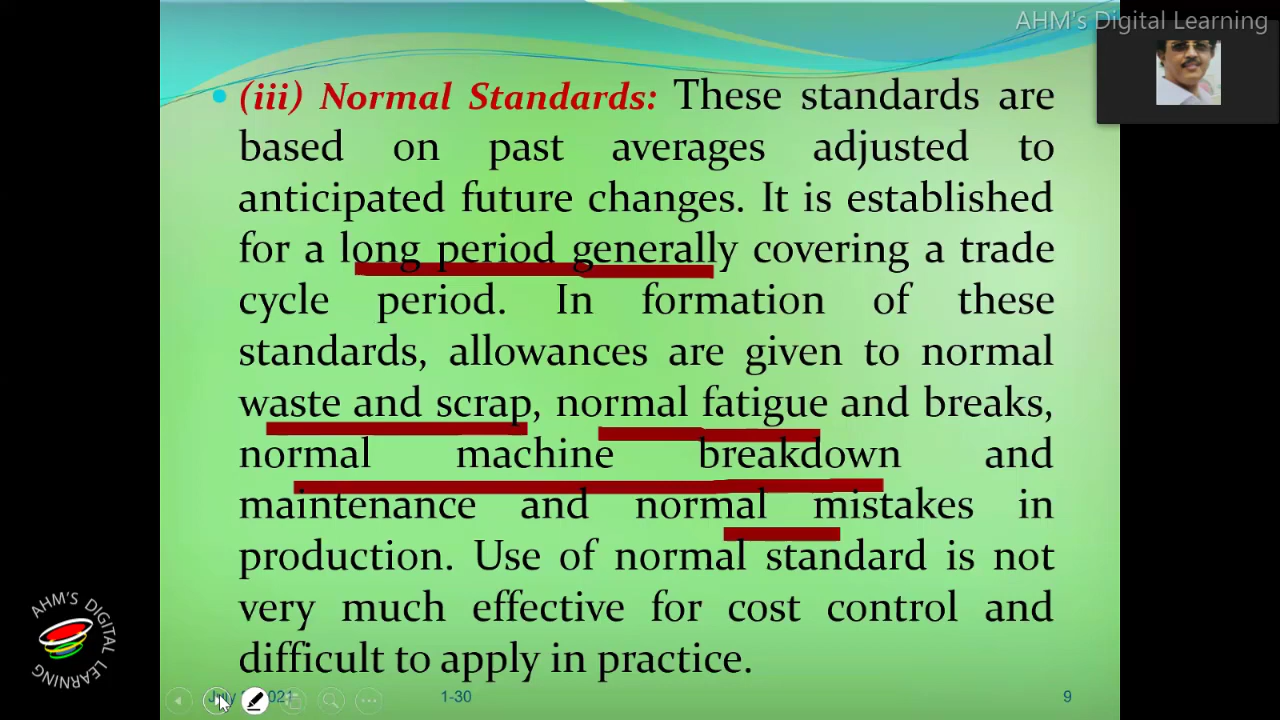 AHM's Digital Learning
(iii) Normal Standards: These standards are
based on past averages adjusted to
anticipated future changes. It is established
for a long period generally covering a trade
cycle period. In formation of these
standards, allowances are given to normal
waste and scrap, normal fatigue and breaks,
normal machine breakdown and
maintenance and normal mistakes in
production. Use of normal standard is not
very much effective for cost control and
difficult to apply in practice.
AHM'S DIGITAL LEARNING
1-30
9